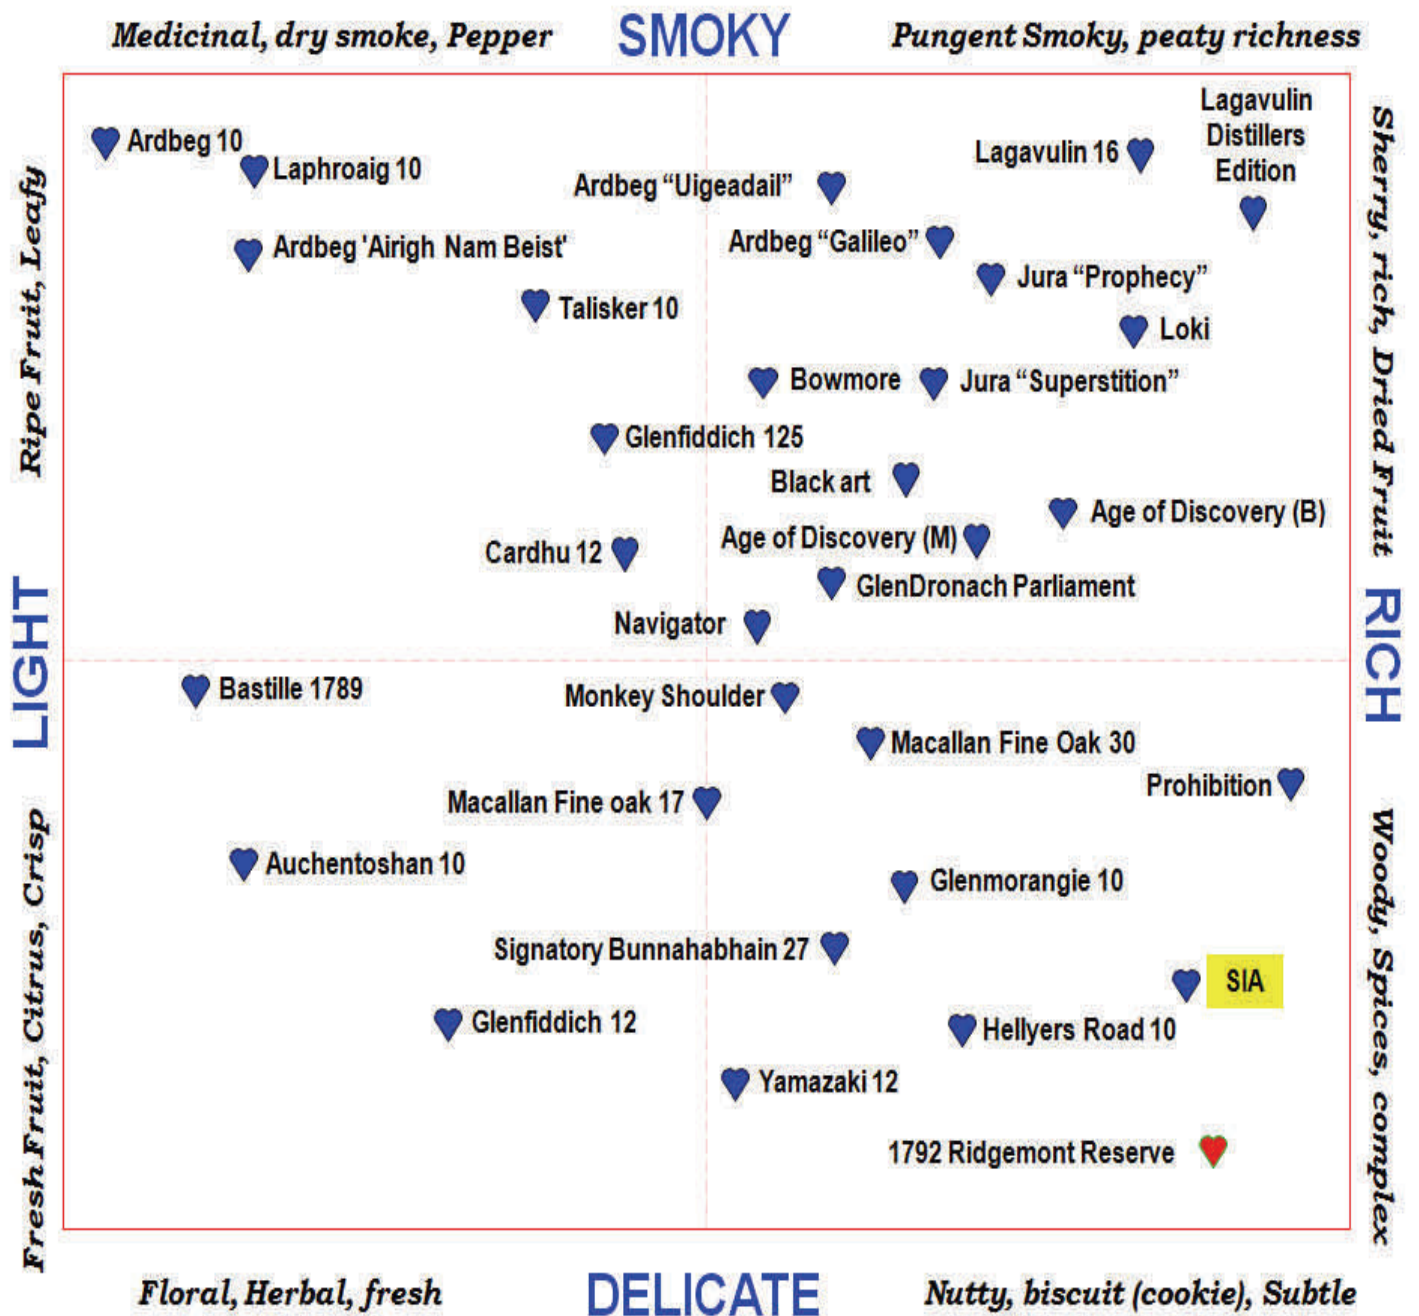 Medicinal, dry smoke, Pepper
SMOKY
Pungent Smoky, peaty richness
Ripe Fruit, Leafy
LIGHT
Fresh Fruit, Citrus, Crisp
Sherry, rich, Dried Fruit
RICH
Woody, Spices, complex
Lagavulin
Distillers
Edition
Ardbeg 10
Laphroaig 10
Lagavulin 16
Ardbeg “Uigeadail”
Ardbeg 'Airigh Nam Beist'
Ardbeg “Galileo”
Jura “Prophecy”
Talisker 10
Loki
Bowmore
Jura “Superstition”
Glenfiddich 125
Black art
Age of Discovery (B)
Age of Discovery (M)
Cardhu 12
GlenDronach Parliament
Navigator
Bastille 1789
Monkey Shoulder
Macallan Fine Oak 30
Prohibition
Macallan Fine oak 17
Auchentoshan 10
Glenmorangie 10
Signatory Bunnahabhain 27
SIA
Glenfiddich 12
Hellyers Road 10
Yamazaki 12
1792 Ridgemont Reserve
Floral, Herbal, fresh
DELICATE
Nutty, biscuit (cookie), Subtle